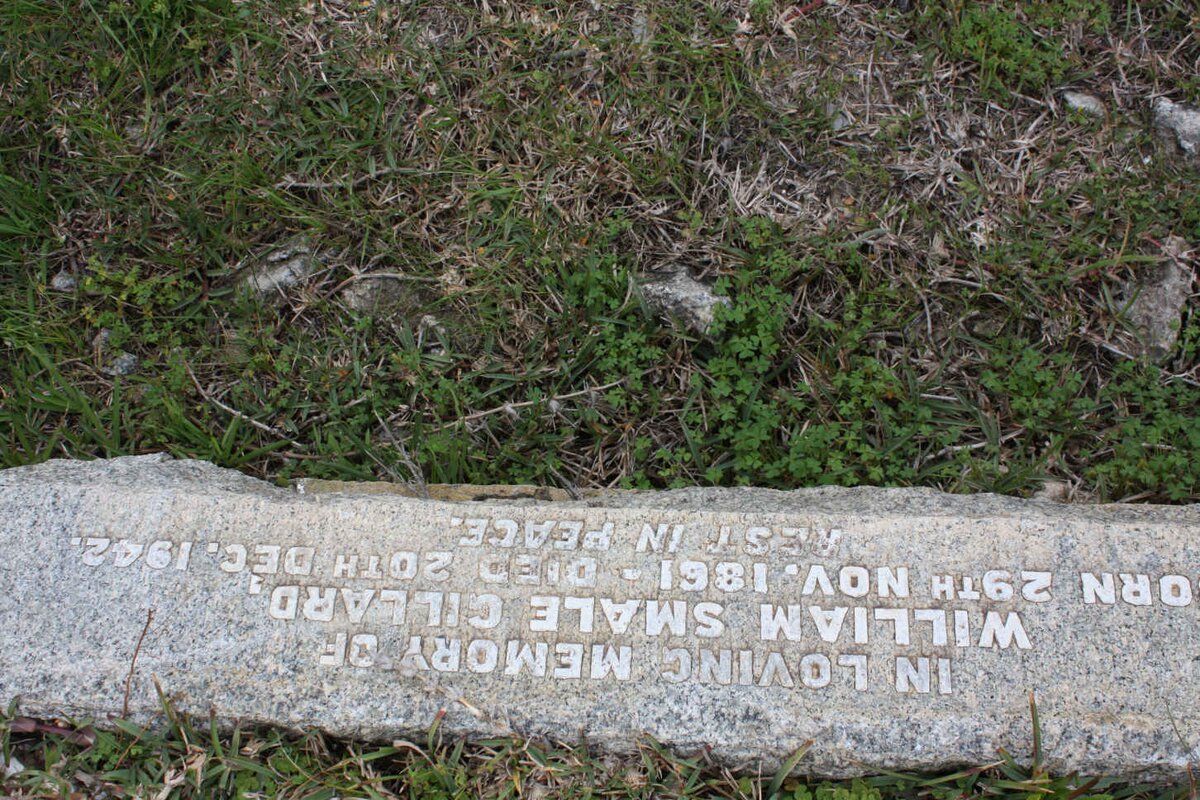 IN LOVING MEMORY OF
WILLIAM SMALE GILLARD,
ORN 29TH NOV. 1861 - DIED 20TH DEC. 1942.
REST IN PEACE.